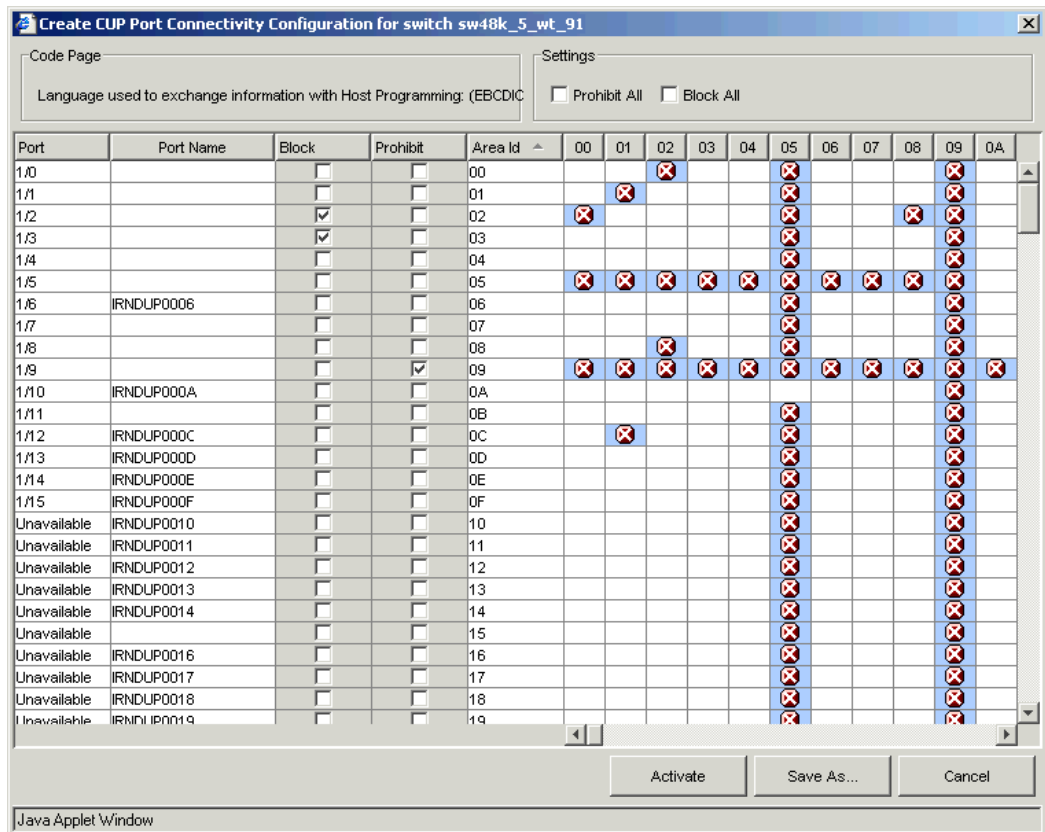 Create CUP Port Connectivity Configuration for switch sw48k_5_wt_91
Code Page
Settings
Language used to exchange information with Host Programming: (EBCDIC
Prohibit All Block All
Port Port Name Block Prohibit Area Id 00 01 02 03 04 05 06 07 08 09 0A
1/0 00
1/1 01
1/2 02
1/3 03
1/4 04
1/5 05
1/6 IRNDUP0006 06
1/7 07
1/8 08
1/9 09
1/10 IRNDUP000A 0A
1/11 0B
1/12 IRNDUP000C 0C
1/13 IRNDUP000D 0D
1/14 IRNDUP000E 0E
1/15 IRNDUP000F 0F
Unavailable IRNDUP0010 10
Unavailable IRNDUP0011 11
Unavailable IRNDUP0012 12
Unavailable IRNDUP0013 13
Unavailable IRNDUP0014 14
Unavailable 15
Unavailable IRNDUP0016 16
Unavailable IRNDUP0017 17
Unavailable IRNDUP0018 18
Unavailable IRNDUP0019 19
Activate Save As... Cancel
Java Applet Window